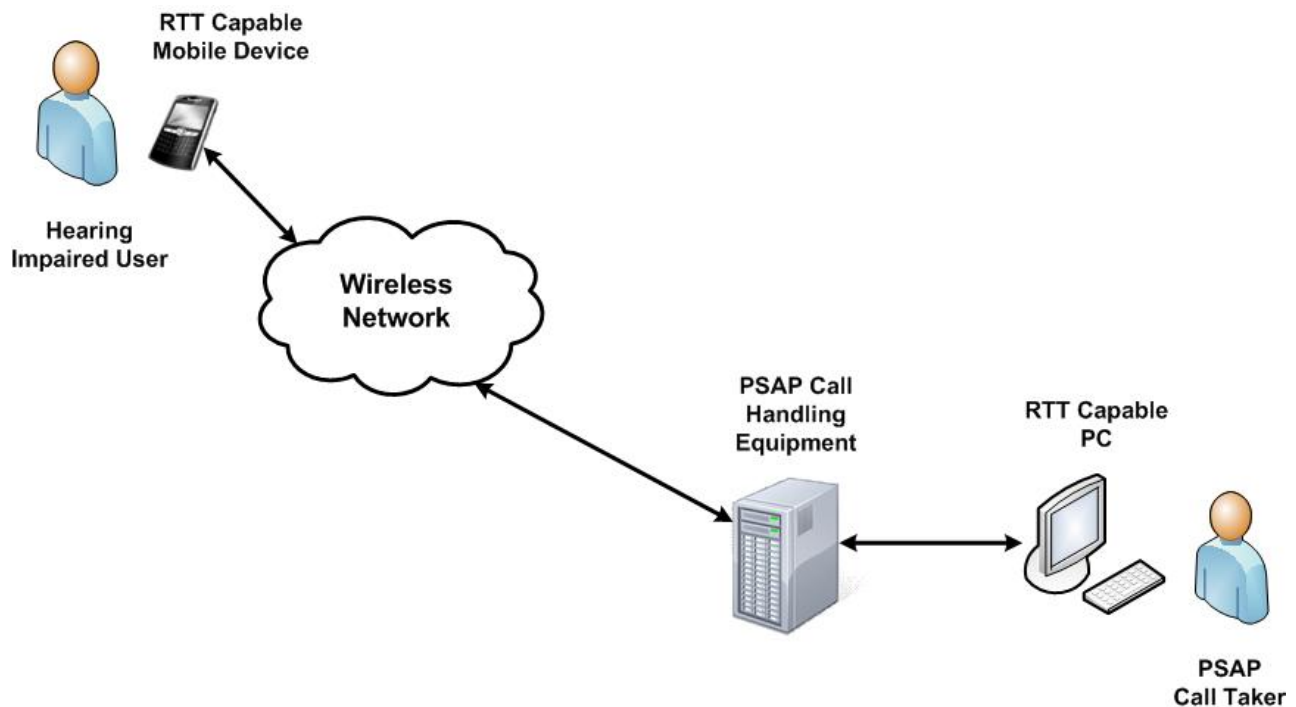 RTT Capable
Mobile Device
Hearing
Impaired User
Wireless
Network
PSAP Call
Handling
Equipment
RTT Capable
PC
PSAP
Call Taker